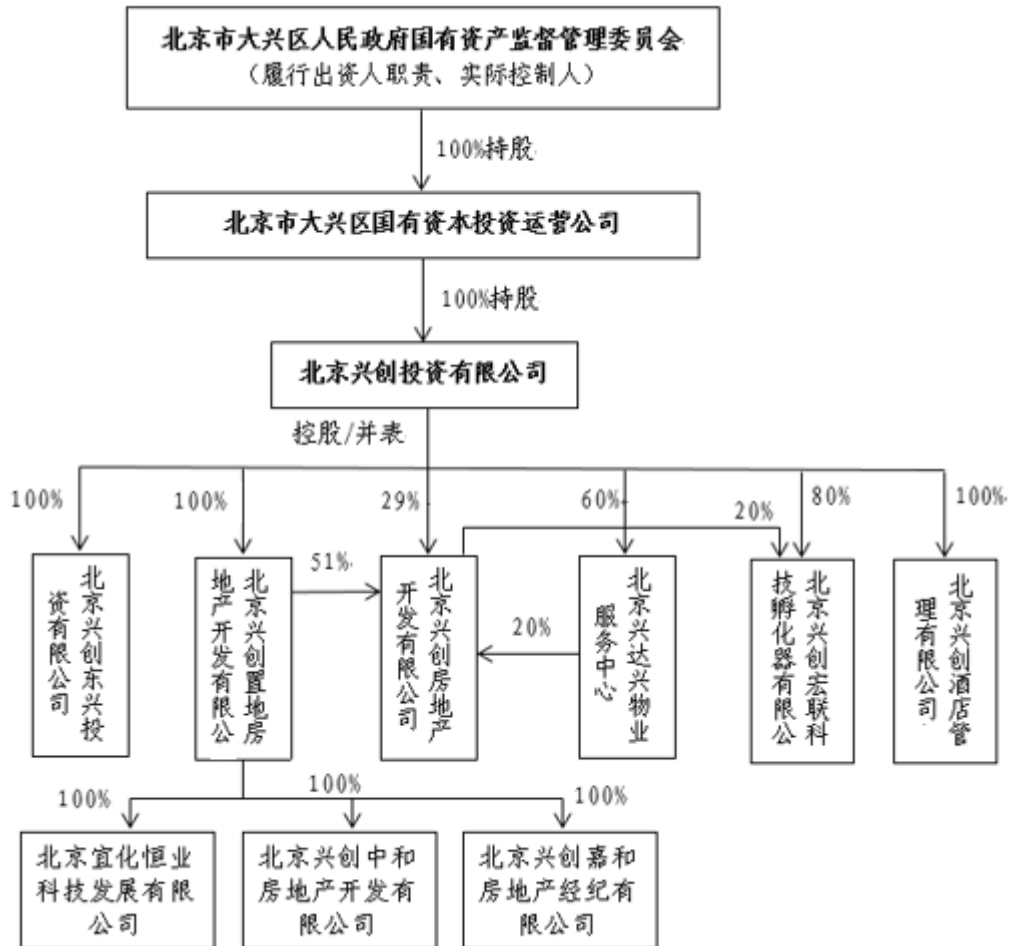 北京市大兴区人民政府国有资产监督管理委员会
（履行出资人职责、实际控制人）
100%持股
北京市大兴区国有资本投资运营公司
100%持股
北京兴创投资有限公司
控股/并表
100%
100%
29%
60%
20%
80%
100%
北京兴创东兴投
资有限公司
北京兴创置地房
地产开发有限公
51%
北京兴创房地产
开发有限公司
20%
北京兴达兴物业
服务中心
北京兴创宏联科
技孵化器有限公
北京兴创酒店管
理有限公司
100%
100%
100%
北京宜化恒业
科技发展有限
公司
北京兴创中和
房地产开发有
限公司
北京兴创嘉和
房地产经纪有
限公司